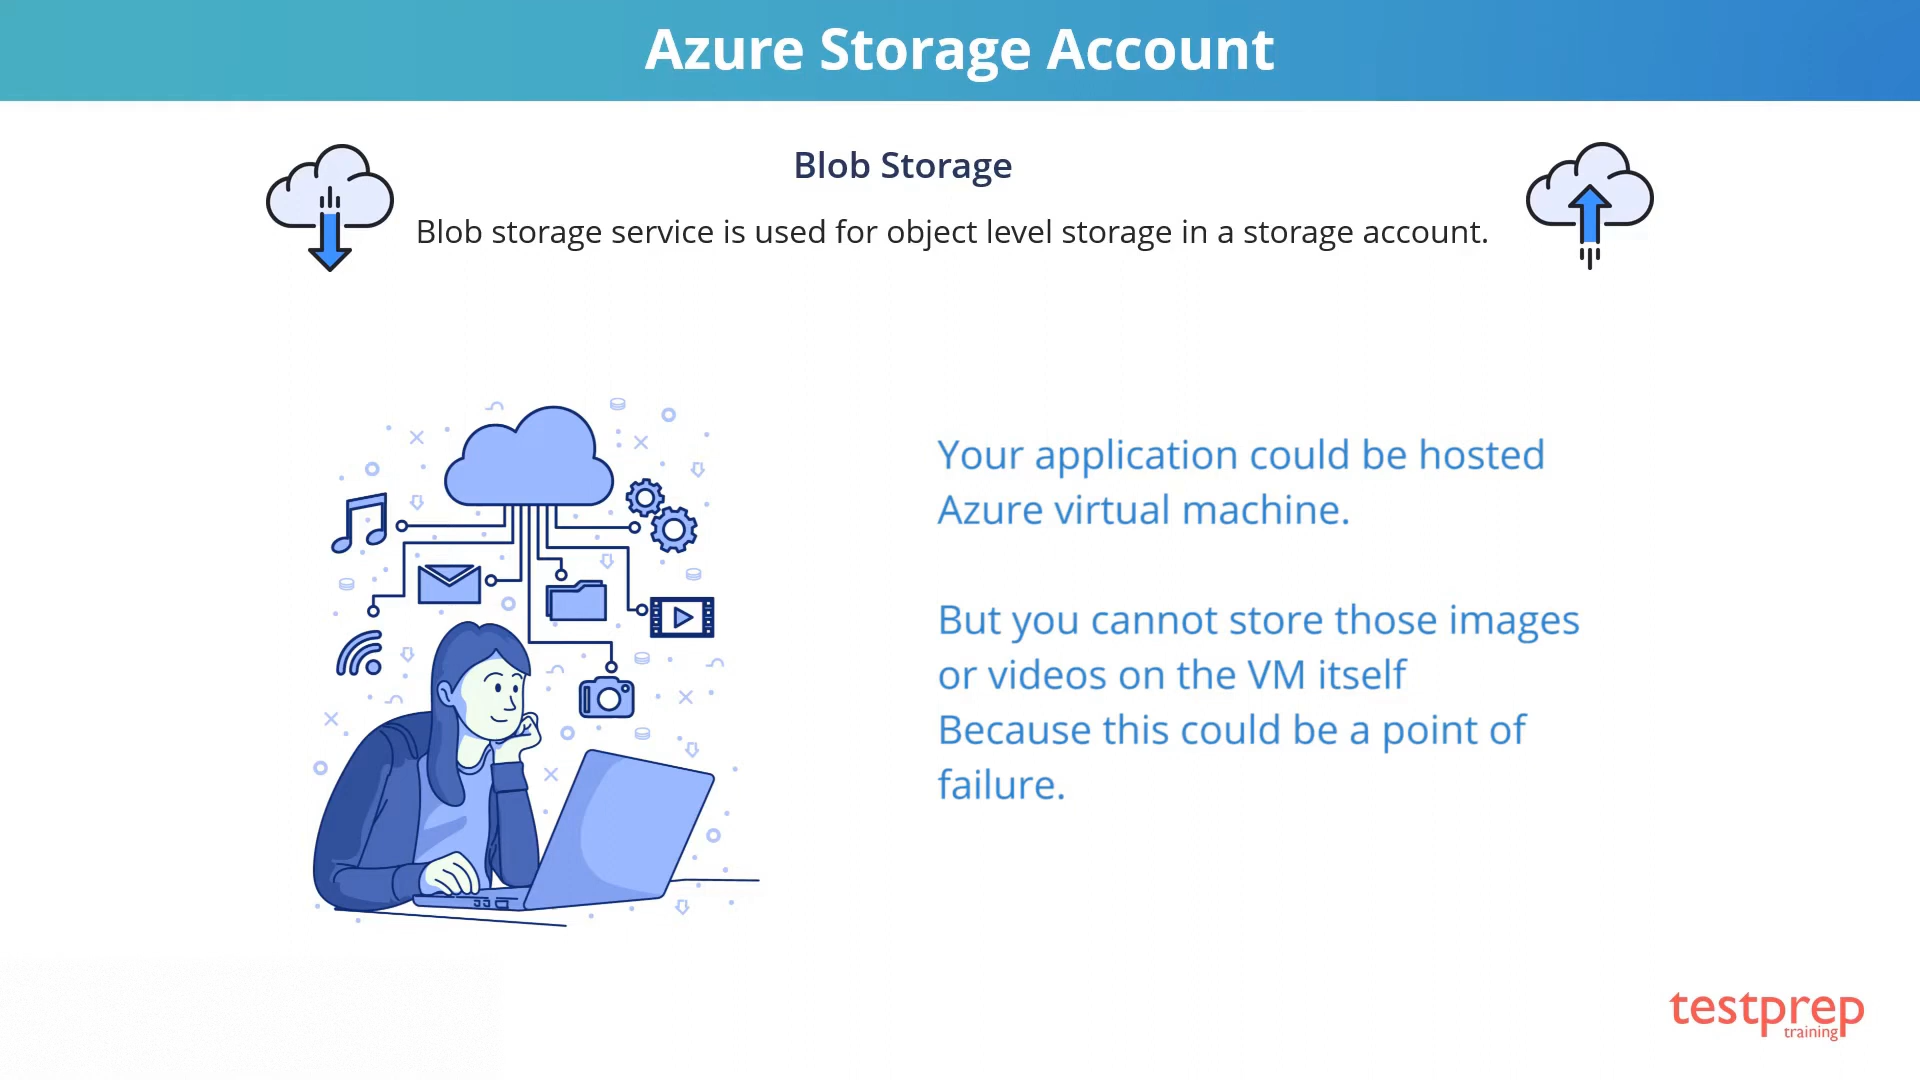 Azure Storage Account
Blob Storage
Blob storage service is used for object level storage in a storage account.
Your application could be hosted
Azure virtual machine.
But you cannot store those images
or videos on the VM itself
Because this could be a point of
failure.
testprep
training